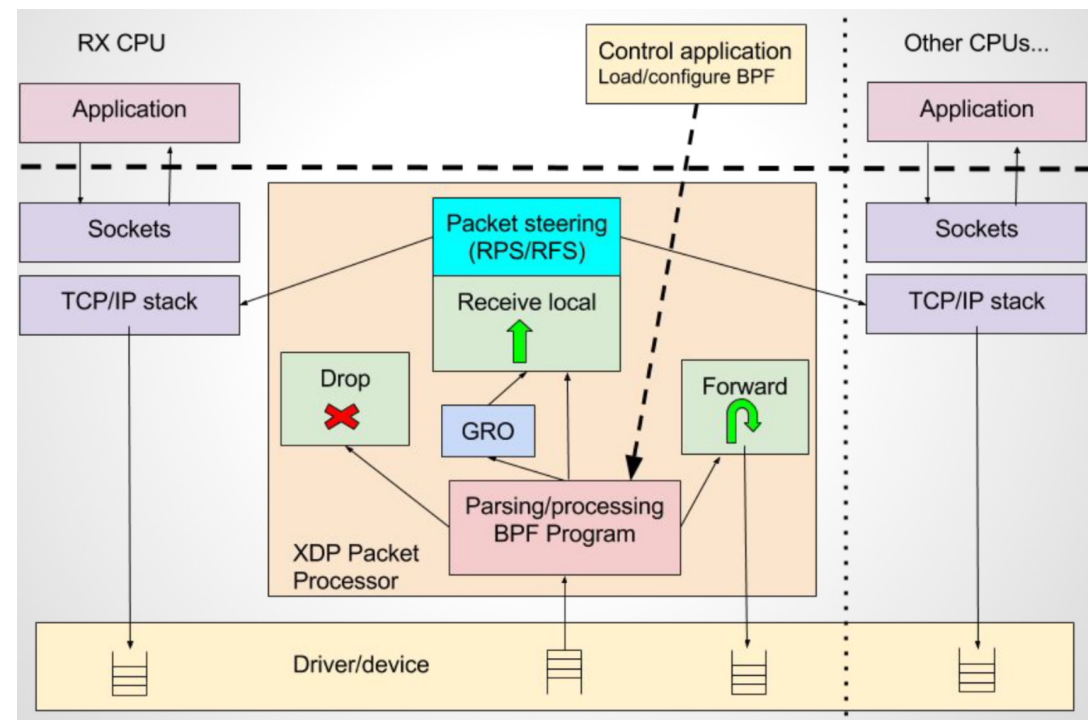 RX CPU
Control application
Load/configure BPF
Other CPUs...
Application
Application
Sockets
Packet steering
(RPS/RFS)
Sockets
TCP/IP stack
Receive local
TCP/IP stack
Drop
Forward
GRO
Parsing/processing
BPF Program
XDP Packet
Processor
Driver/device